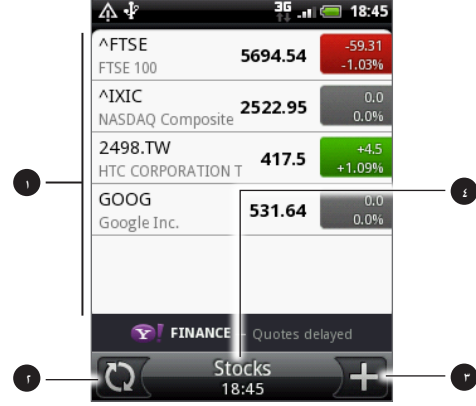 3G 18:45
^FTSE 5694.54 -59.31
FTSE 100 -1.03%
^IXIC 2522.95 0.0
NASDAQ Composite 0.0%
2498.TW 417.5 +4.5
HTC CORPORATION T +1.09%
GOOG 531.64 0.0
Google Inc. 0.0%
١
٤
Y! FINANCE - Quotes delayed
Stocks
18:45
٢
٣